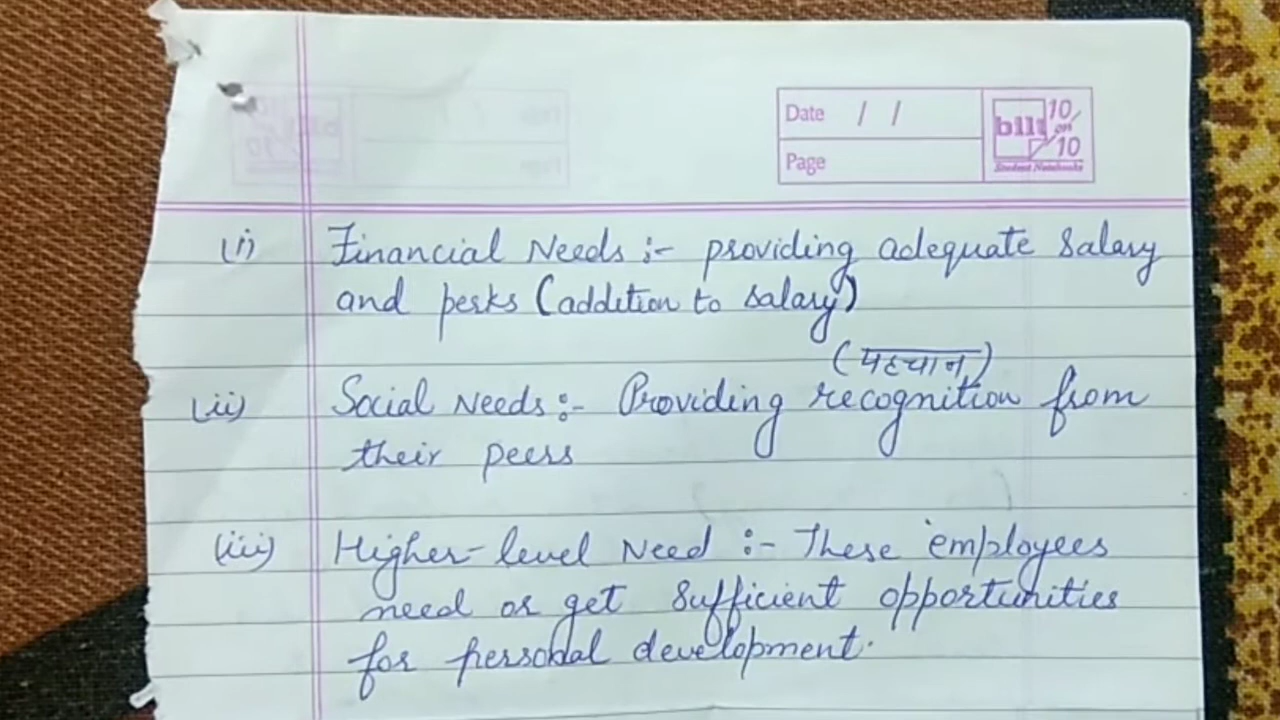 Date / /
Page
bilt 10 on 10
Student Notebooks
(i) Financial Needs :- providing adequate salary
and perks (addition to salary)
(पहचान)
(ii) Social Needs :- Providing recognition from
their peers
(iii) Higher-level Need :- These employees
need or get sufficient opportunities
for personal development.